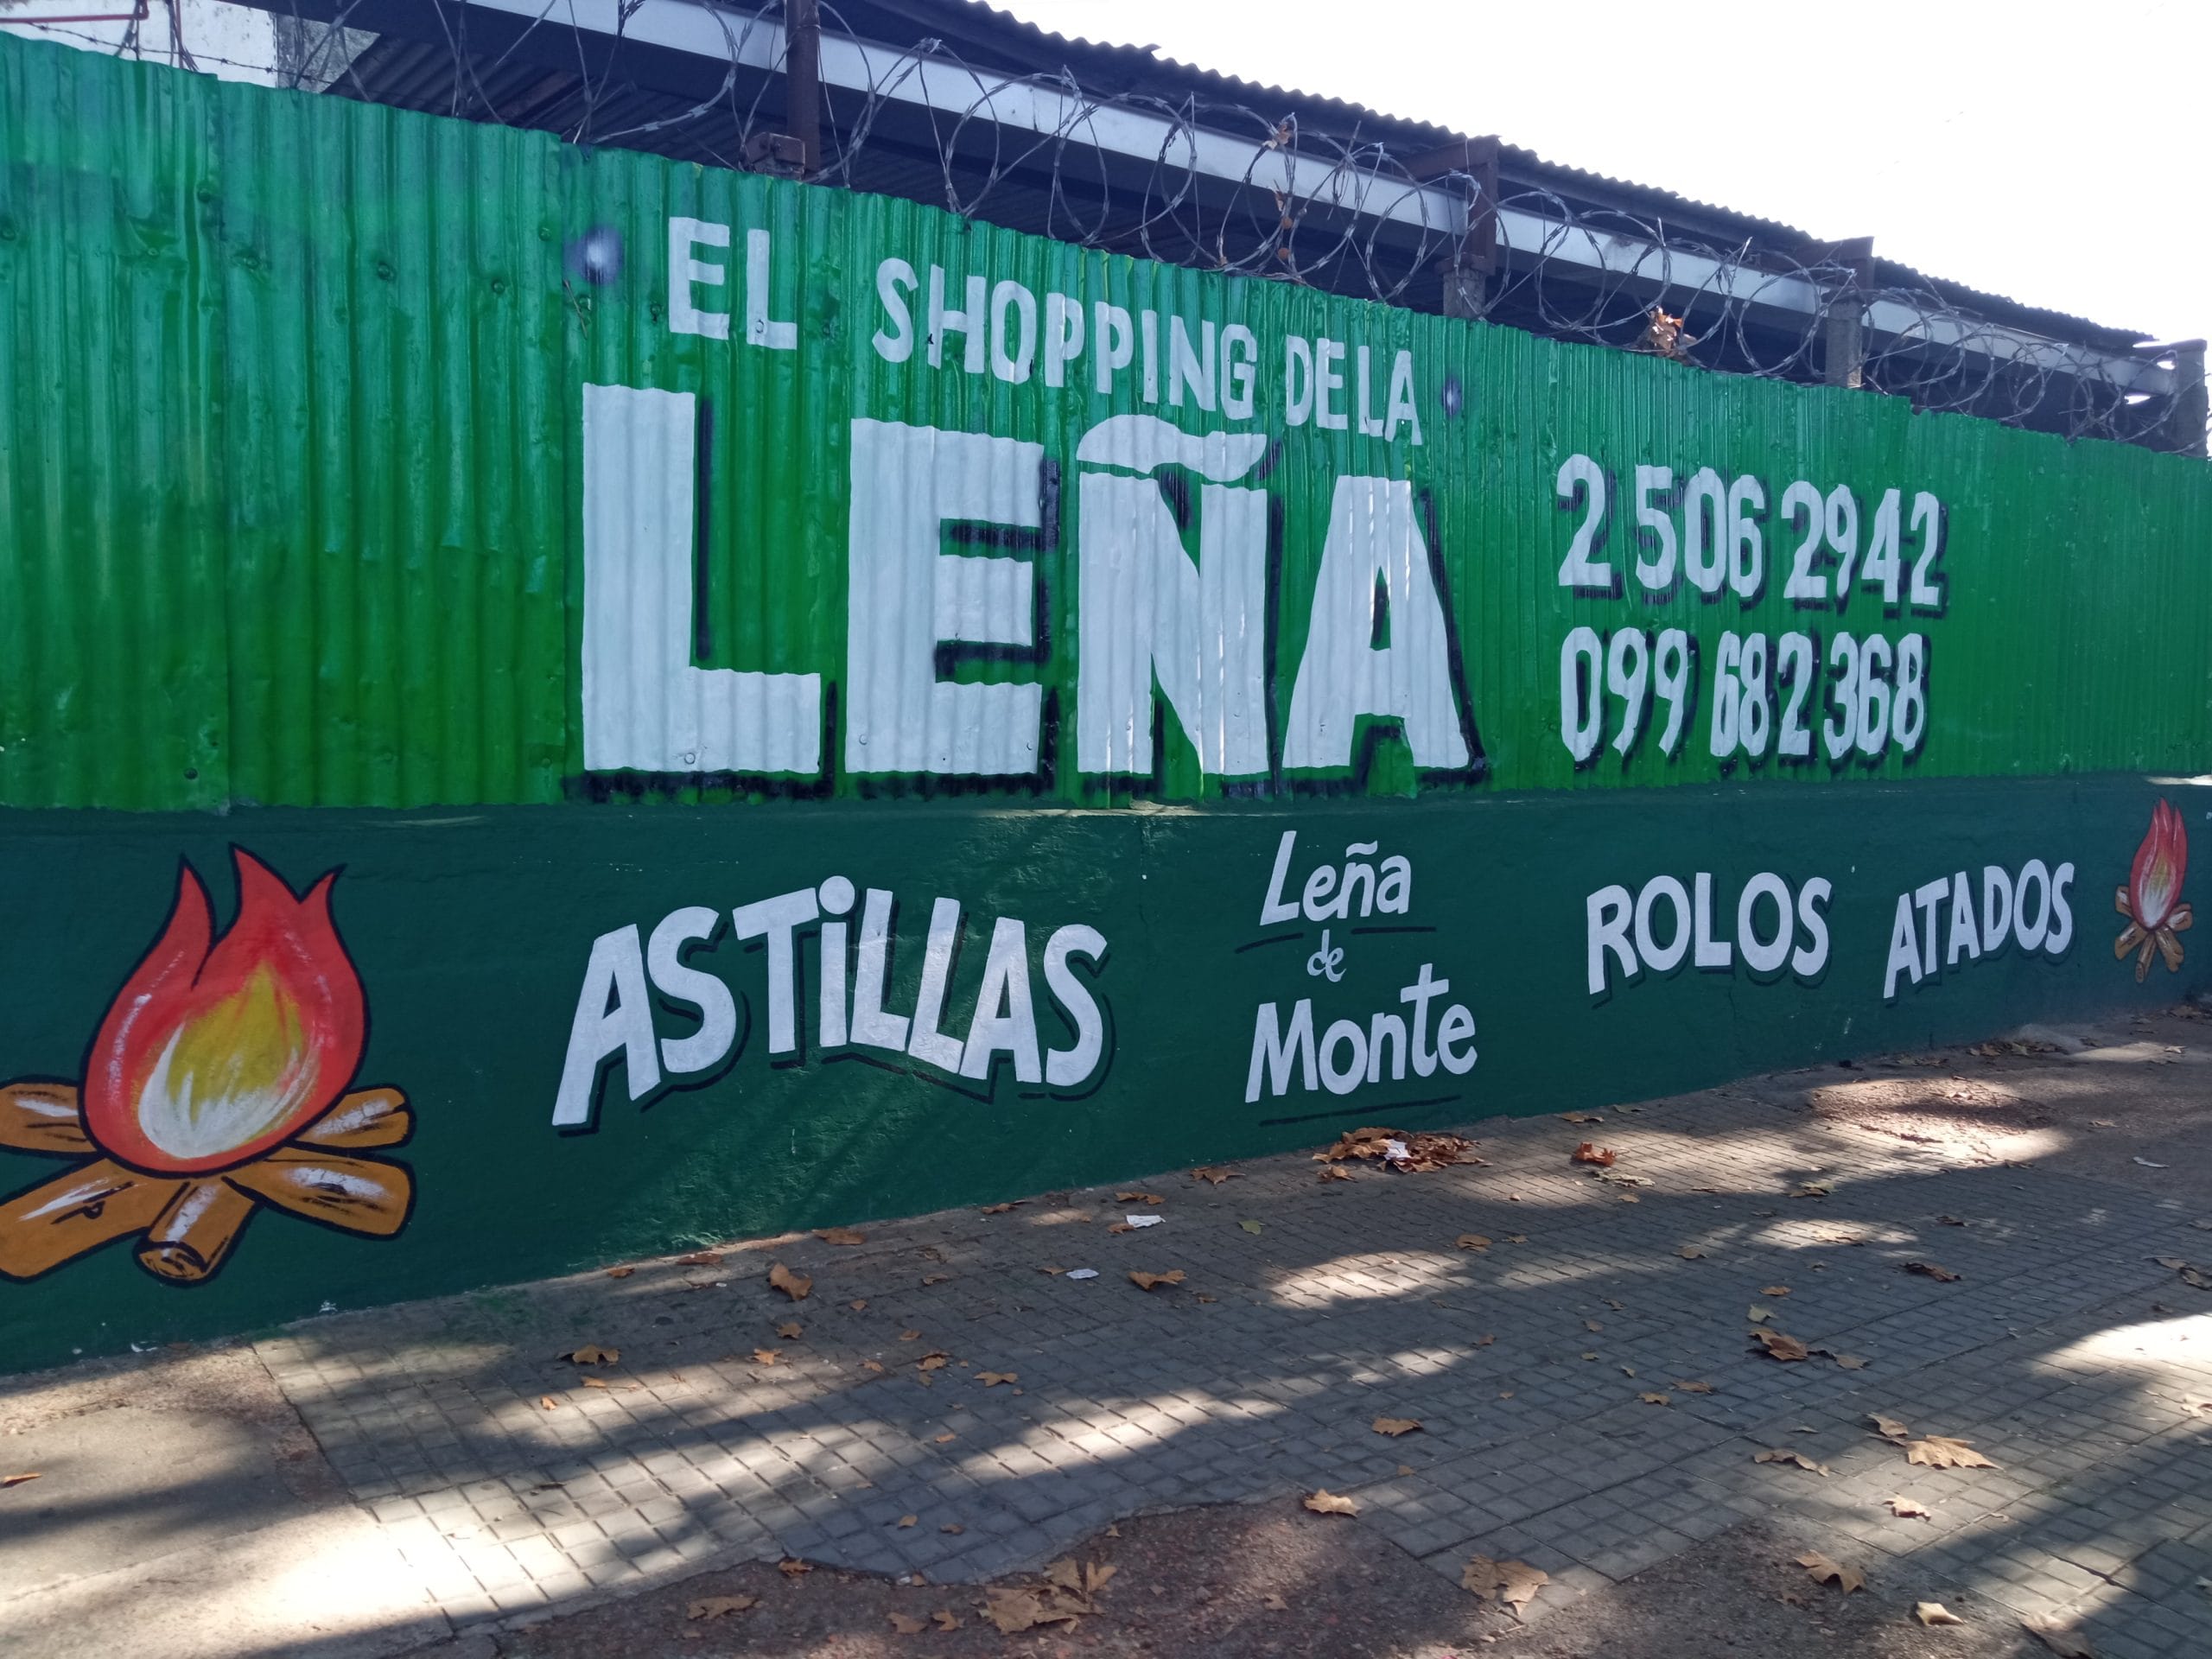 EL SHOPPING DE LA
LEÑA
2 506 2942
099 682 368
ASTiLLAS
Leña
de
Monte
ROLOS
ATADOS